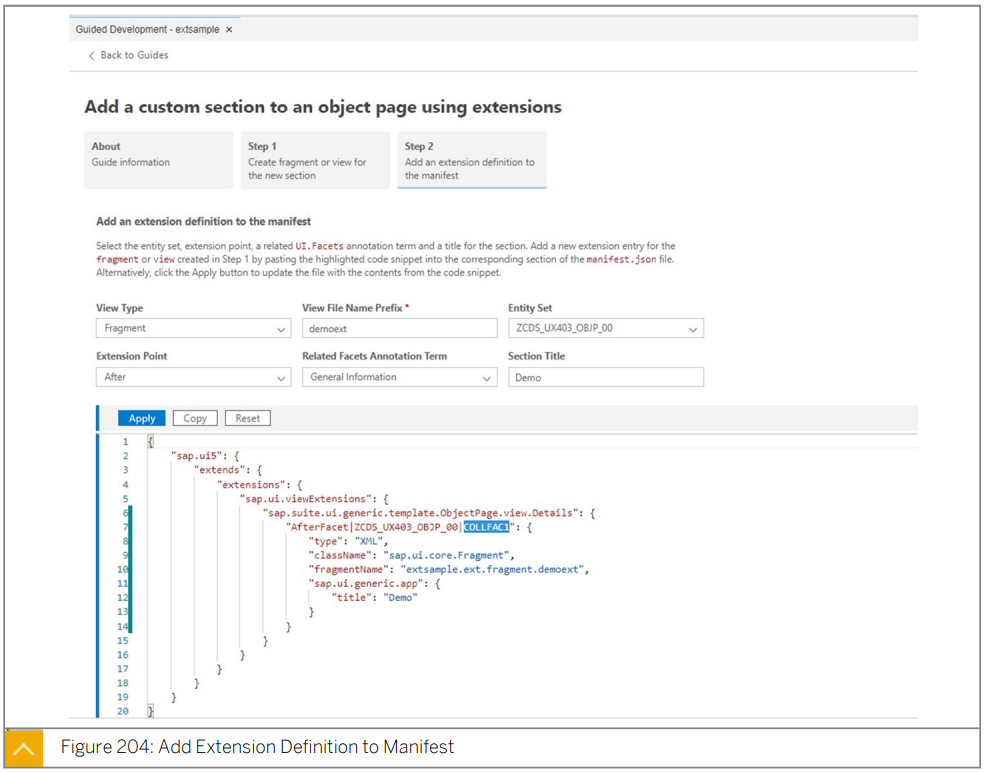 Guided Development - extsample ×
< Back to Guides
Add a custom section to an object page using extensions
About
Guide information
Step 1
Create fragment or view for
the new section
Step 2
Add an extension definition to
the manifest
Add an extension definition to the manifest
Select the entity set, extension point, a related UI.Facets annotation term and a title for the section. Add a new extension entry for the
fragment or view created in Step 1 by pasting the highlighted code snippet into the corresponding section of the manifest.json file.
Alternatively, click the Apply button to update the file with the contents from the code snippet.
View Type
Fragment
View File Name Prefix *
demoext
Entity Set
ZCDS_UX403_OBJP_00
Extension Point
After
Related Facets Annotation Term
General Information
Section Title
Demo
Apply Copy Reset
1 {
2 "sap.ui5": {
3 "extends": {
4 "extensions": {
5 "sap.ui.viewExtensions": {
6 "sap.suite.ui.generic.template.ObjectPage.view.Details": {
7 "AfterFacet|ZCDS_UX403_OBJP_00|COLLFAC1": {
8 "type": "XML",
9 "className": "sap.ui.core.Fragment",
10 "fragmentName": "extsample.ext.fragment.demoext",
11 "sap.ui.generic.app": {
12 "title": "Demo"
13 }
14 }
15 }
16 }
17 }
18 }
19 }
20 }
Figure 204: Add Extension Definition to Manifest